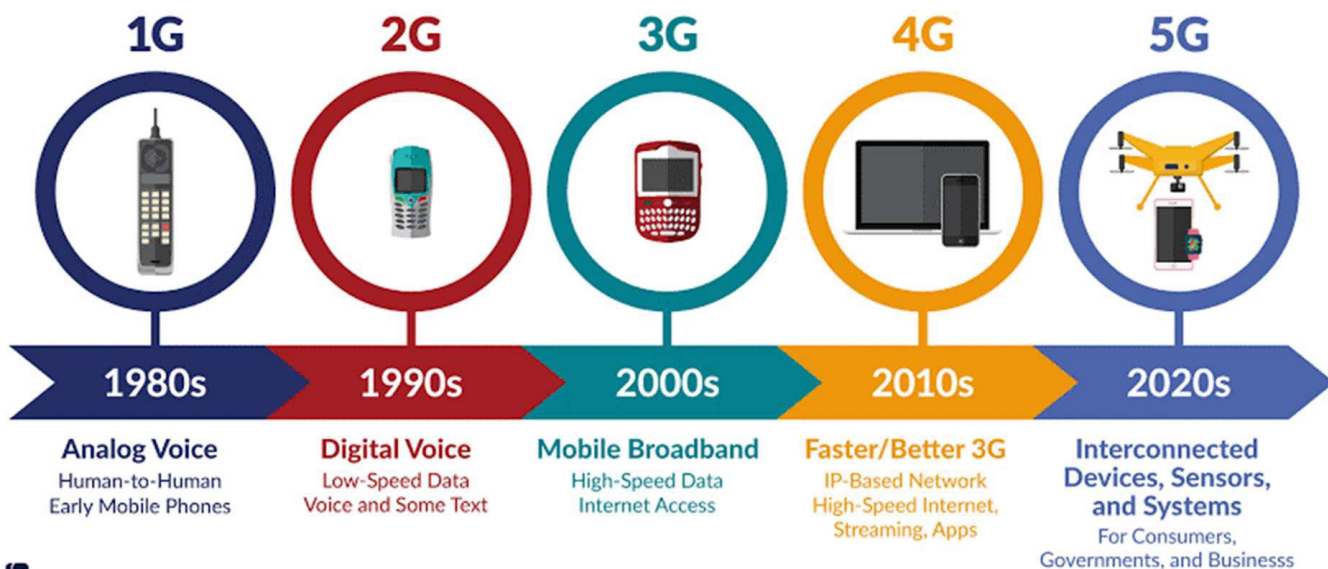 1G
2G
3G
4G
5G
1980s
1990s
2000s
2010s
2020s
Analog Voice
Human-to-Human
Early Mobile Phones
Digital Voice
Low-Speed Data
Voice and Some Text
Mobile Broadband
High-Speed Data
Internet Access
Faster/Better 3G
IP-Based Network
High-Speed Internet,
Streaming, Apps
Interconnected
Devices, Sensors,
and Systems
For Consumers,
Governments, and Businesss